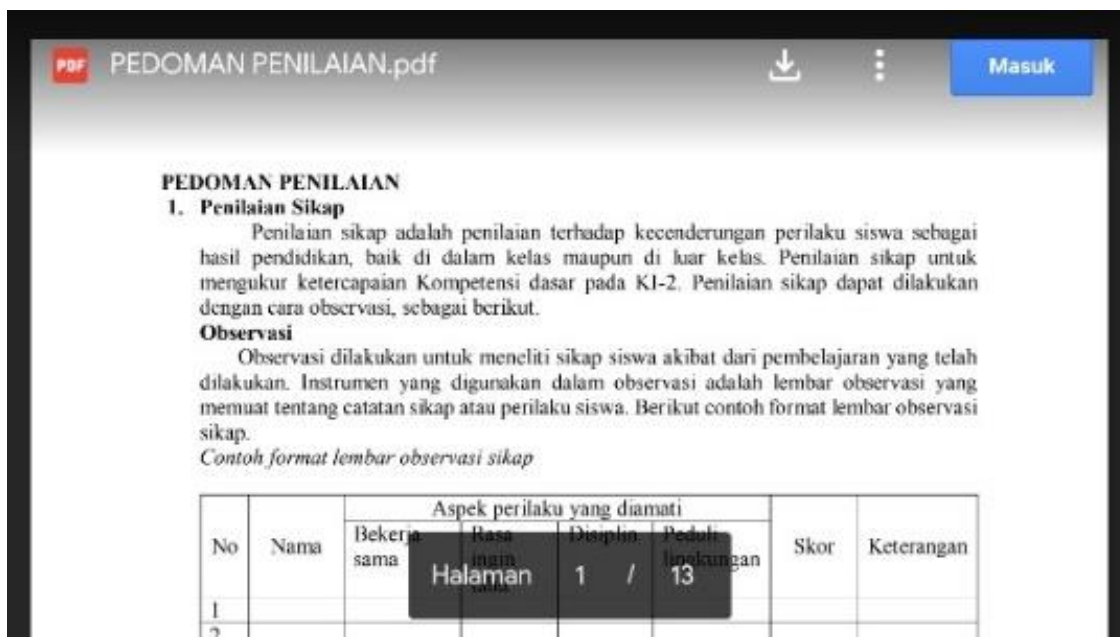 PDF PEDOMAN PENILAIAN.pdf Masuk
PEDOMAN PENILAIAN
1. Penilaian Sikap
Penilaian sikap adalah penilaian terhadap kecenderungan perilaku siswa sebagai
hasil pendidikan, baik di dalam kelas maupun di luar kelas. Penilaian sikap untuk
mengukur ketercapaian Kompetensi dasar pada KI-2. Penilaian sikap dapat dilakukan
dengan cara observasi, sebagai berikut.
Observasi
Observasi dilakukan untuk meneliti sikap siswa akibat dari pembelajaran yang telah
dilakukan. Instrumen yang digunakan dalam observasi adalah lembar observasi yang
memuat tentang catatan sikap atau perilaku siswa. Berikut contoh format lembar observasi
sikap.
Contoh format lembar observasi sikap
Aspek perilaku yang diamati
No Nama Bekerja sama Rasa ingin tahu Disiplin Peduli lingkungan Skor Keterangan
Halaman 1 / 13
1
2